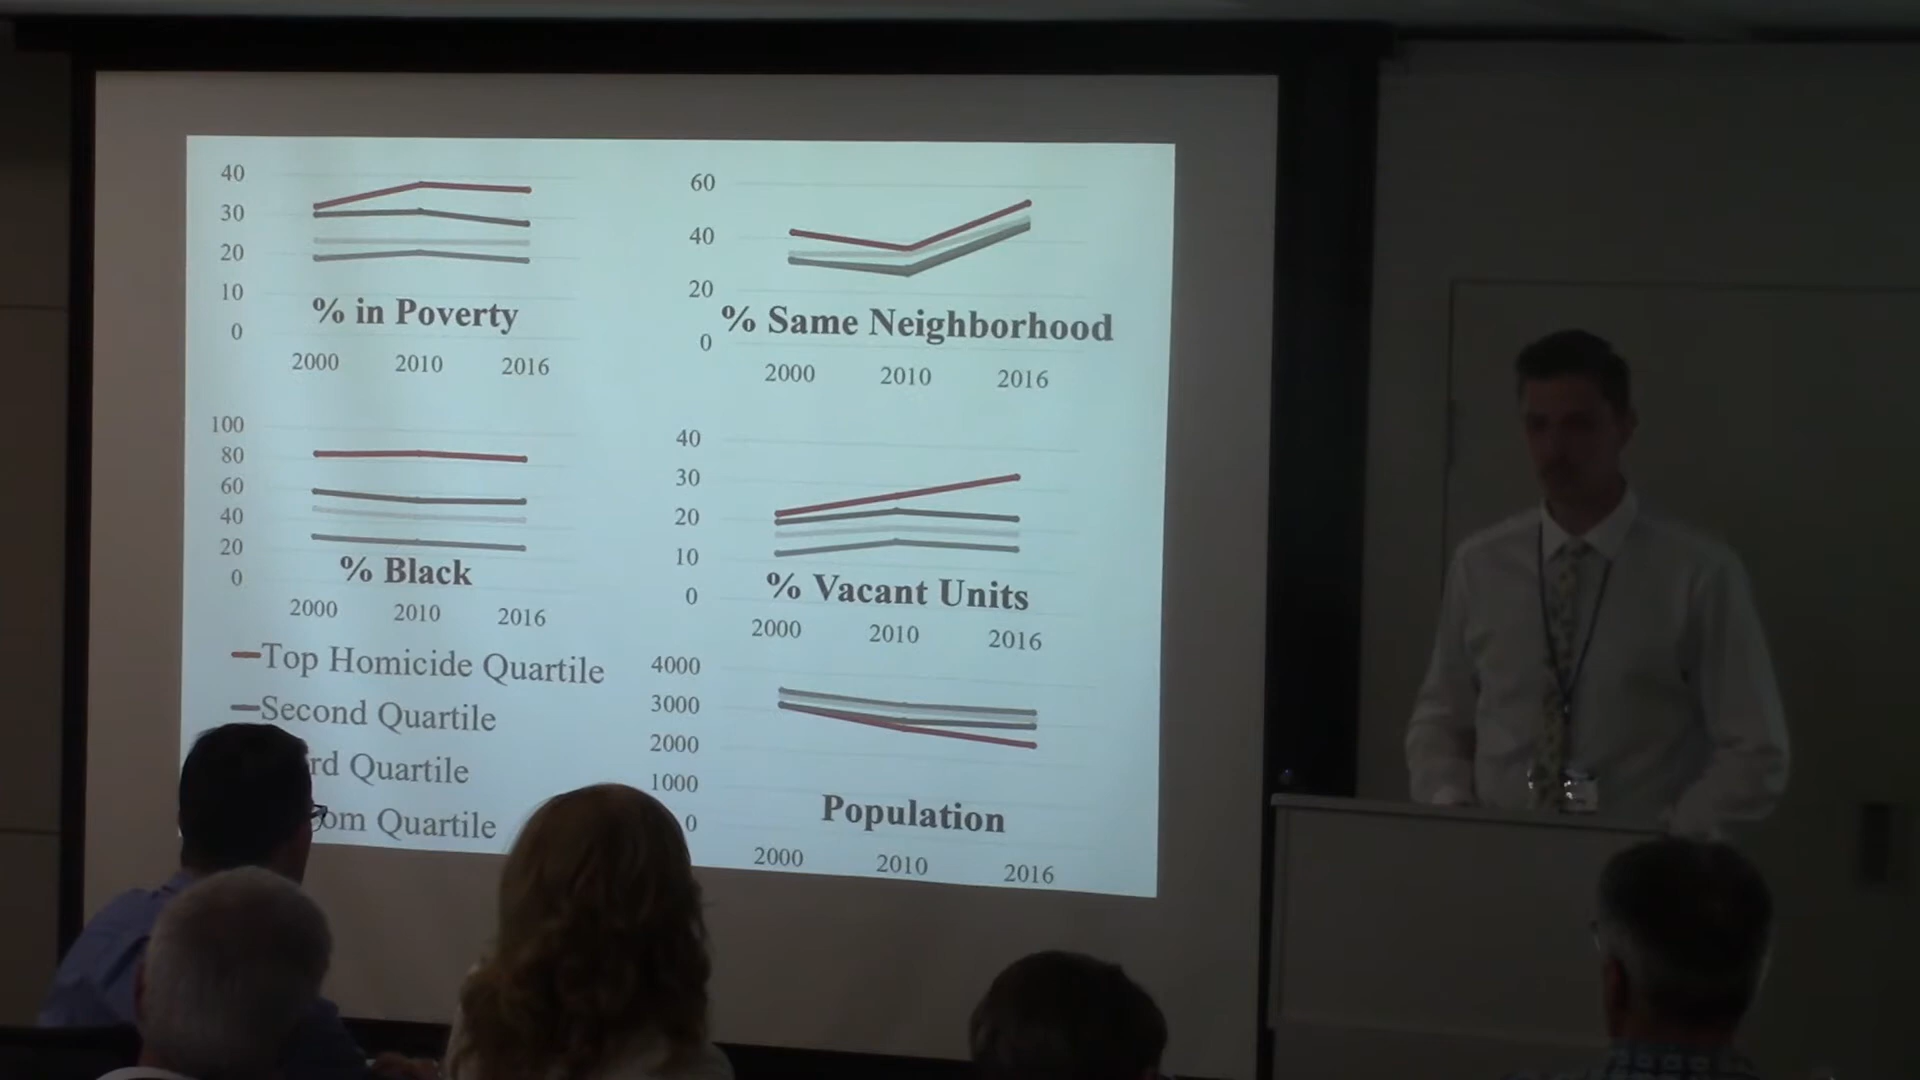 40
30
20
10
0
% in Poverty
2000 2010 2016
60
40
20
0
% Same Neighborhood
2000 2010 2016
100
80
60
40
20
0
% Black
2000 2010 2016
40
30
20
10
0
% Vacant Units
2000 2010 2016
Top Homicide Quartile
Second Quartile
rd Quartile
om Quartile
4000
3000
2000
1000
0
Population
2000 2010 2016